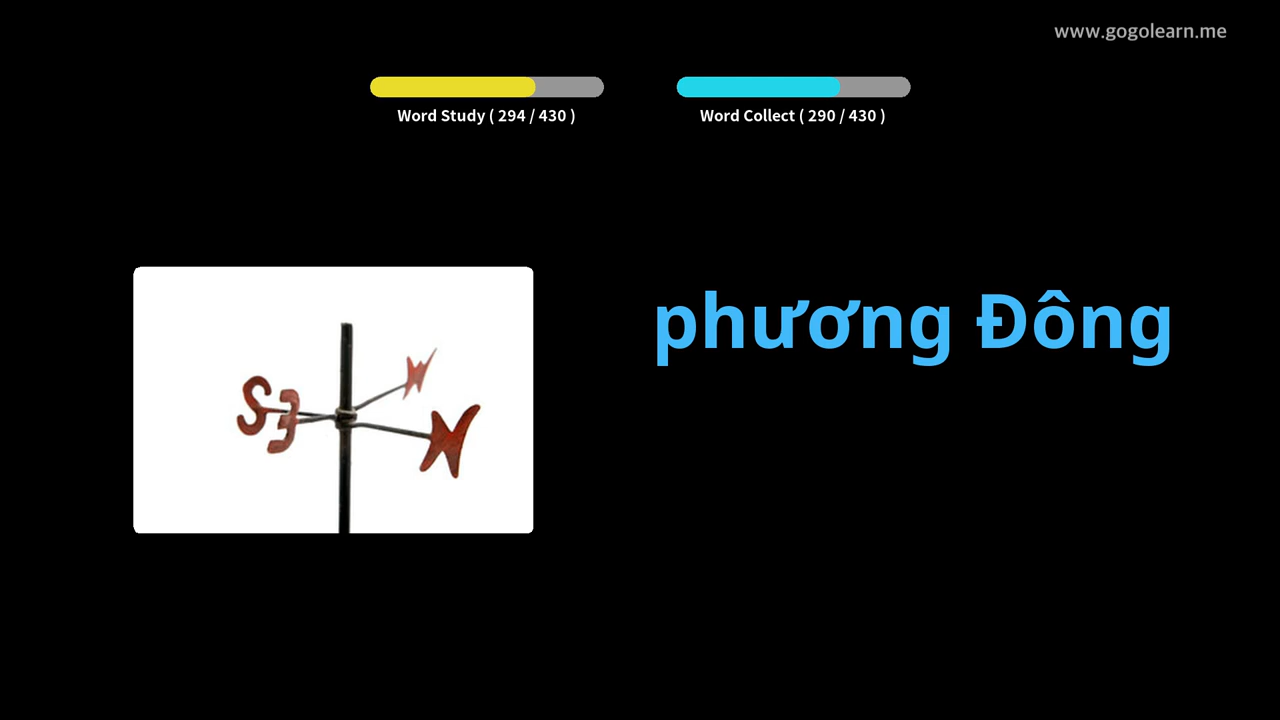 www.gogolearn.me
Word Study ( 294 / 430 )
Word Collect ( 290 / 430 )
phương Đông
S E N